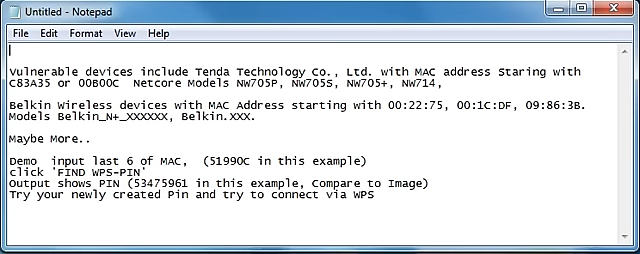 Untitled - Notepad
File Edit Format View Help
Vulnerable devices include Tenda Technology Co., Ltd. with MAC address Staring with
C83A35 or 00B00C  Netcore Models NW705P, NW705S, NW705+, NW714,
Belkin Wireless devices with MAC Address starting with 00:22:75, 00:1C:DF, 09:86:3B.
Models Belkin_N+_XXXXXX, Belkin.XXX.
Maybe More..
Demo  input last 6 of MAC,  (51990C in this example)
click 'FIND WPS-PIN'
Output shows PIN (53475961 in this example, Compare to Image)
Try your newly created Pin and try to connect via WPS